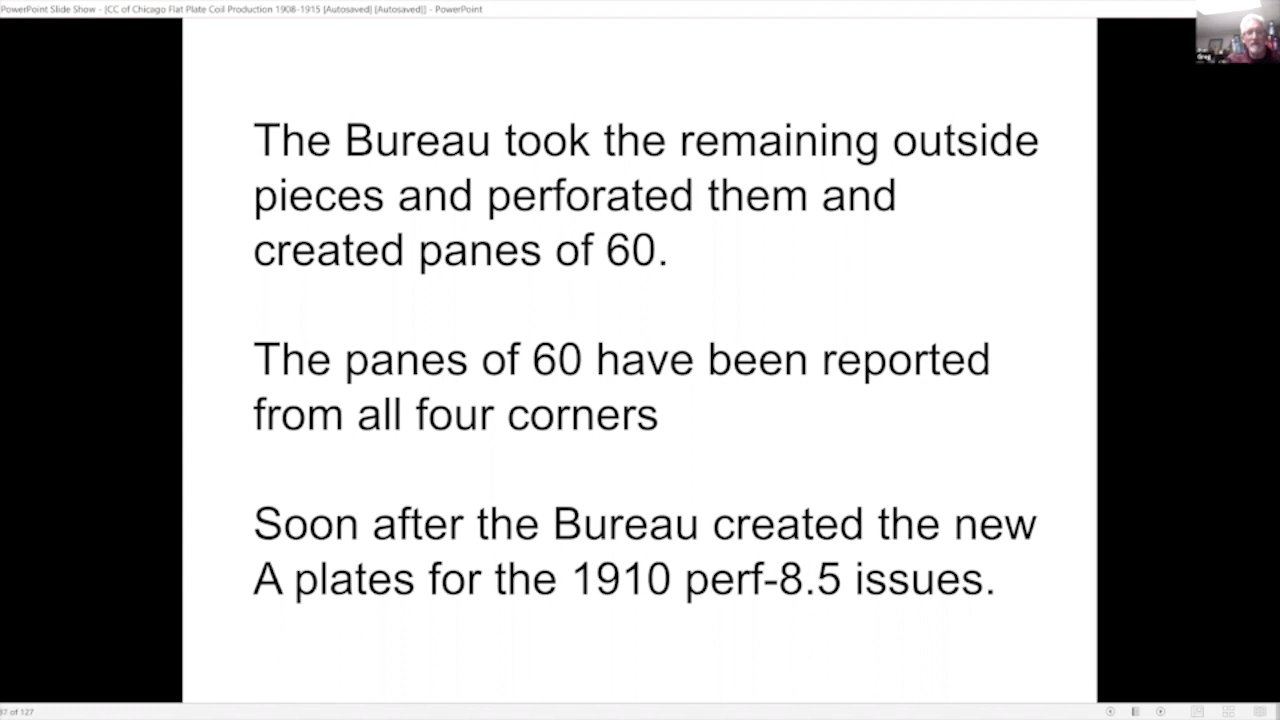 PowerPoint Slide Show - [CC of Chicago Flat Plate Coil Production 1908-1915 [Autosaved] [Autosaved]] - PowerPoint
Greg
The Bureau took the remaining outside
pieces and perforated them and
created panes of 60.
The panes of 60 have been reported
from all four corners
Soon after the Bureau created the new
A plates for the 1910 perf-8.5 issues.
of 127